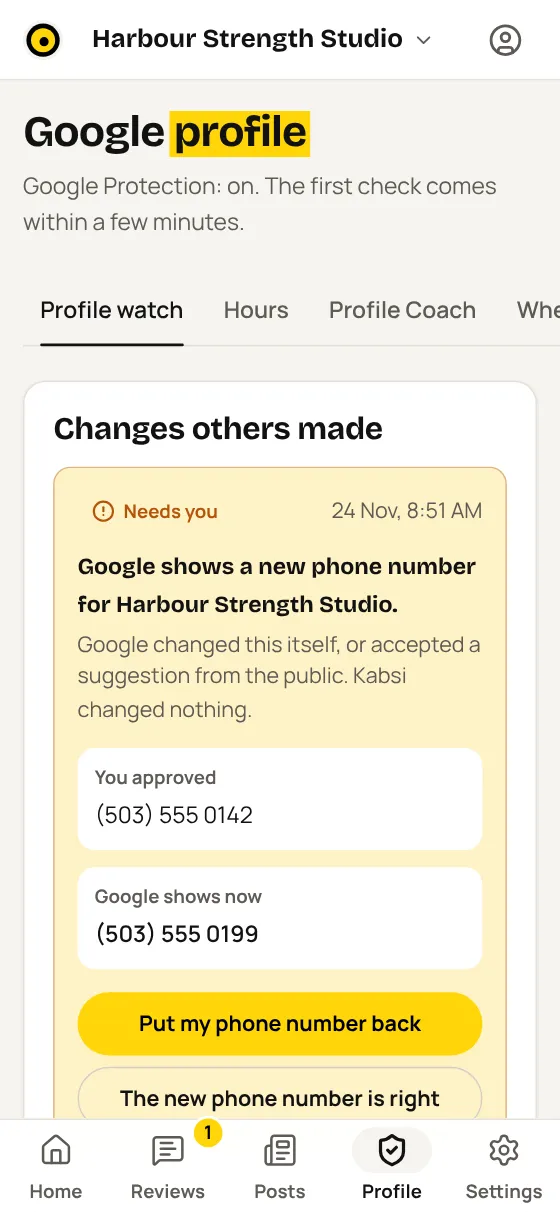 Harbour Strength Studio
Google profile
Google Protection: on. The first check comes
within a few minutes.
Profile watch
Hours
Profile Coach
Whe
Changes others made
Needs you
24 Nov, 8:51 AM
Google shows a new phone number
for Harbour Strength Studio.
Google changed this itself, or accepted a
suggestion from the public. Kabsi
changed nothing.
You approved
(503) 555 0142
Google shows now
(503) 555 0199
Put my phone number back
The new phone number is right
1
Home
Reviews
Posts
Profile
Settings